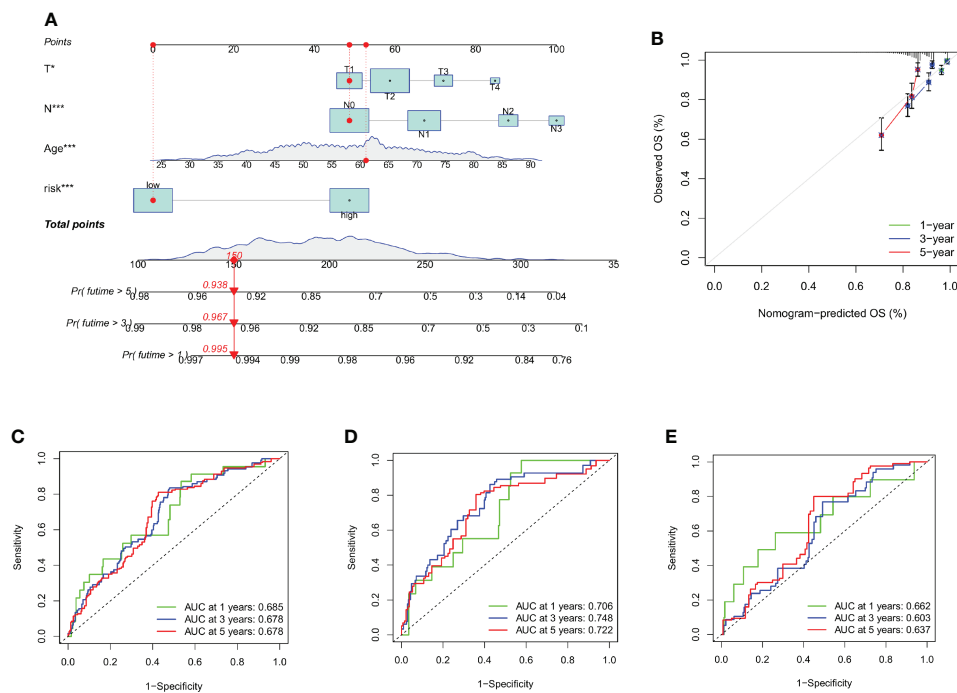 A
Points
0 20 40 60 80 100
T*
T1 T3
T2 T4
N***
N0 N2
N1 N3
Age***
25 30 35 40 45 50 55 60 65 70 75 80 85 90
risk***
low
high
Total points
150
100 150 200 250 300 35
0.938
Pr( futime > 5 )
0.98 0.96 0.92 0.85 0.7 0.5 0.3 0.14 0.04
0.967
Pr( futime > 3 )
0.99 0.98 0.96 0.92 0.85 0.7 0.5 0.3 0.1
0.995
Pr( futime > 1 )
0.997 0.994 0.99 0.98 0.96 0.92 0.84 0.76
B
Observed OS (%)
1.0
0.8
0.6
0.4
0.2
0.0
1-year
3-year
5-year
0.0 0.2 0.4 0.6 0.8 1.0
Nomogram-predicted OS (%)
C
Sensitivity
1.0
0.8
0.6
0.4
0.2
0.0
AUC at 1 years: 0.685
AUC at 3 years: 0.678
AUC at 5 years: 0.678
0.0 0.2 0.4 0.6 0.8 1.0
1-Specificity
D
Sensitivity
1.0
0.8
0.6
0.4
0.2
0.0
AUC at 1 years: 0.706
AUC at 3 years: 0.748
AUC at 5 years: 0.722
0.0 0.2 0.4 0.6 0.8 1.0
1-Specificity
E
Sensitivity
1.0
0.8
0.6
0.4
0.2
0.0
AUC at 1 years: 0.662
AUC at 3 years: 0.603
AUC at 5 years: 0.637
0.0 0.2 0.4 0.6 0.8 1.0
1-Specificity